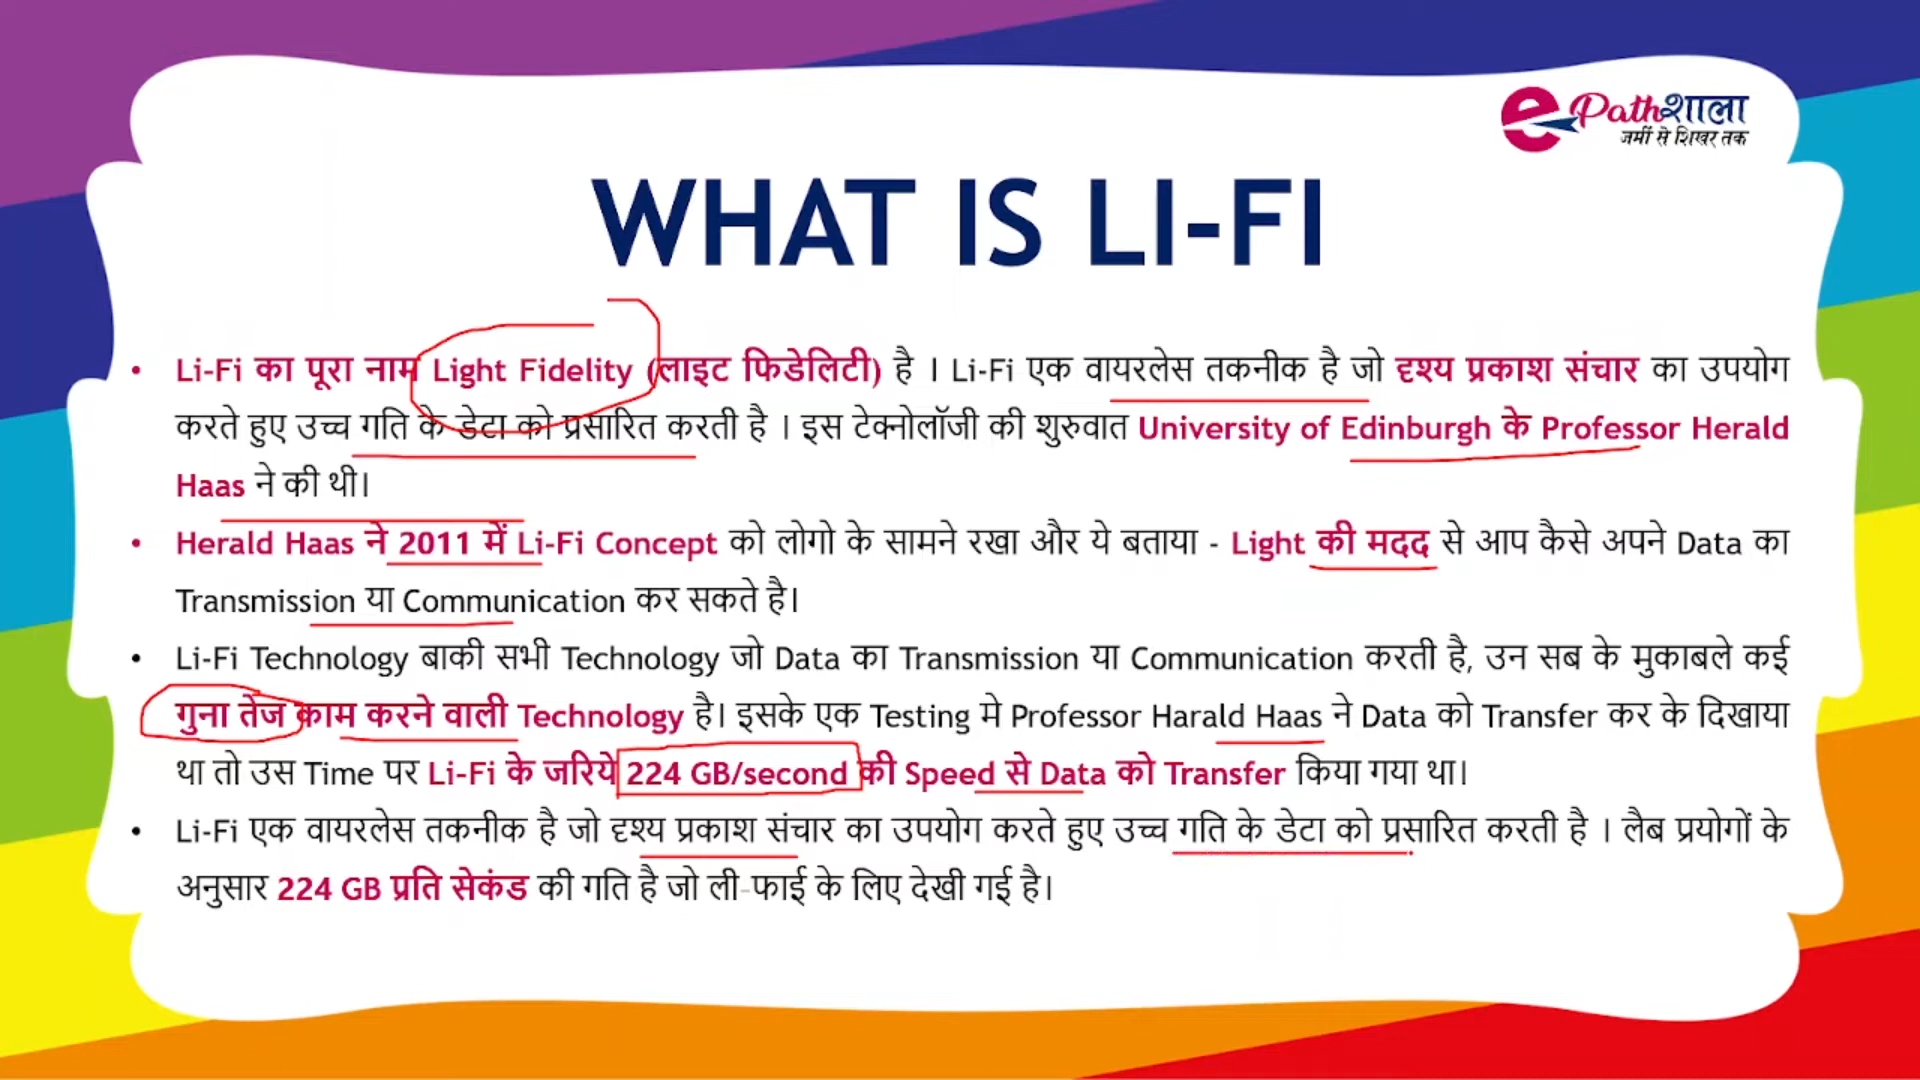 ePathशाला
जमीं से शिखर तक
WHAT IS LI-FI
• Li-Fi का पूरा नाम Light Fidelity (लाइट फिडेलिटी) है । Li-Fi एक वायरलेस तकनीक है जो दृश्य प्रकाश संचार का उपयोग
करते हुए उच्च गति के डेटा को प्रसारित करती है । इस टेक्नोलॉजी की शुरुवात University of Edinburgh के Professor Herald
Haas ने की थी।
• Herald Haas ने 2011 में Li-Fi Concept को लोगो के सामने रखा और ये बताया - Light की मदद से आप कैसे अपने Data का
Transmission या Communication कर सकते है।
• Li-Fi Technology बाकी सभी Technology जो Data का Transmission या Communication करती है, उन सब के मुकाबले कई
गुना तेज काम करने वाली Technology है। इसके एक Testing मे Professor Harald Haas ने Data को Transfer कर के दिखाया
था तो उस Time पर Li-Fi के जरिये 224 GB/second की Speed से Data को Transfer किया गया था।
• Li-Fi एक वायरलेस तकनीक है जो दृश्य प्रकाश संचार का उपयोग करते हुए उच्च गति के डेटा को प्रसारित करती है । लैब प्रयोगों के
अनुसार 224 GB प्रति सेकंड की गति है जो ली-फाई के लिए देखी गई है।